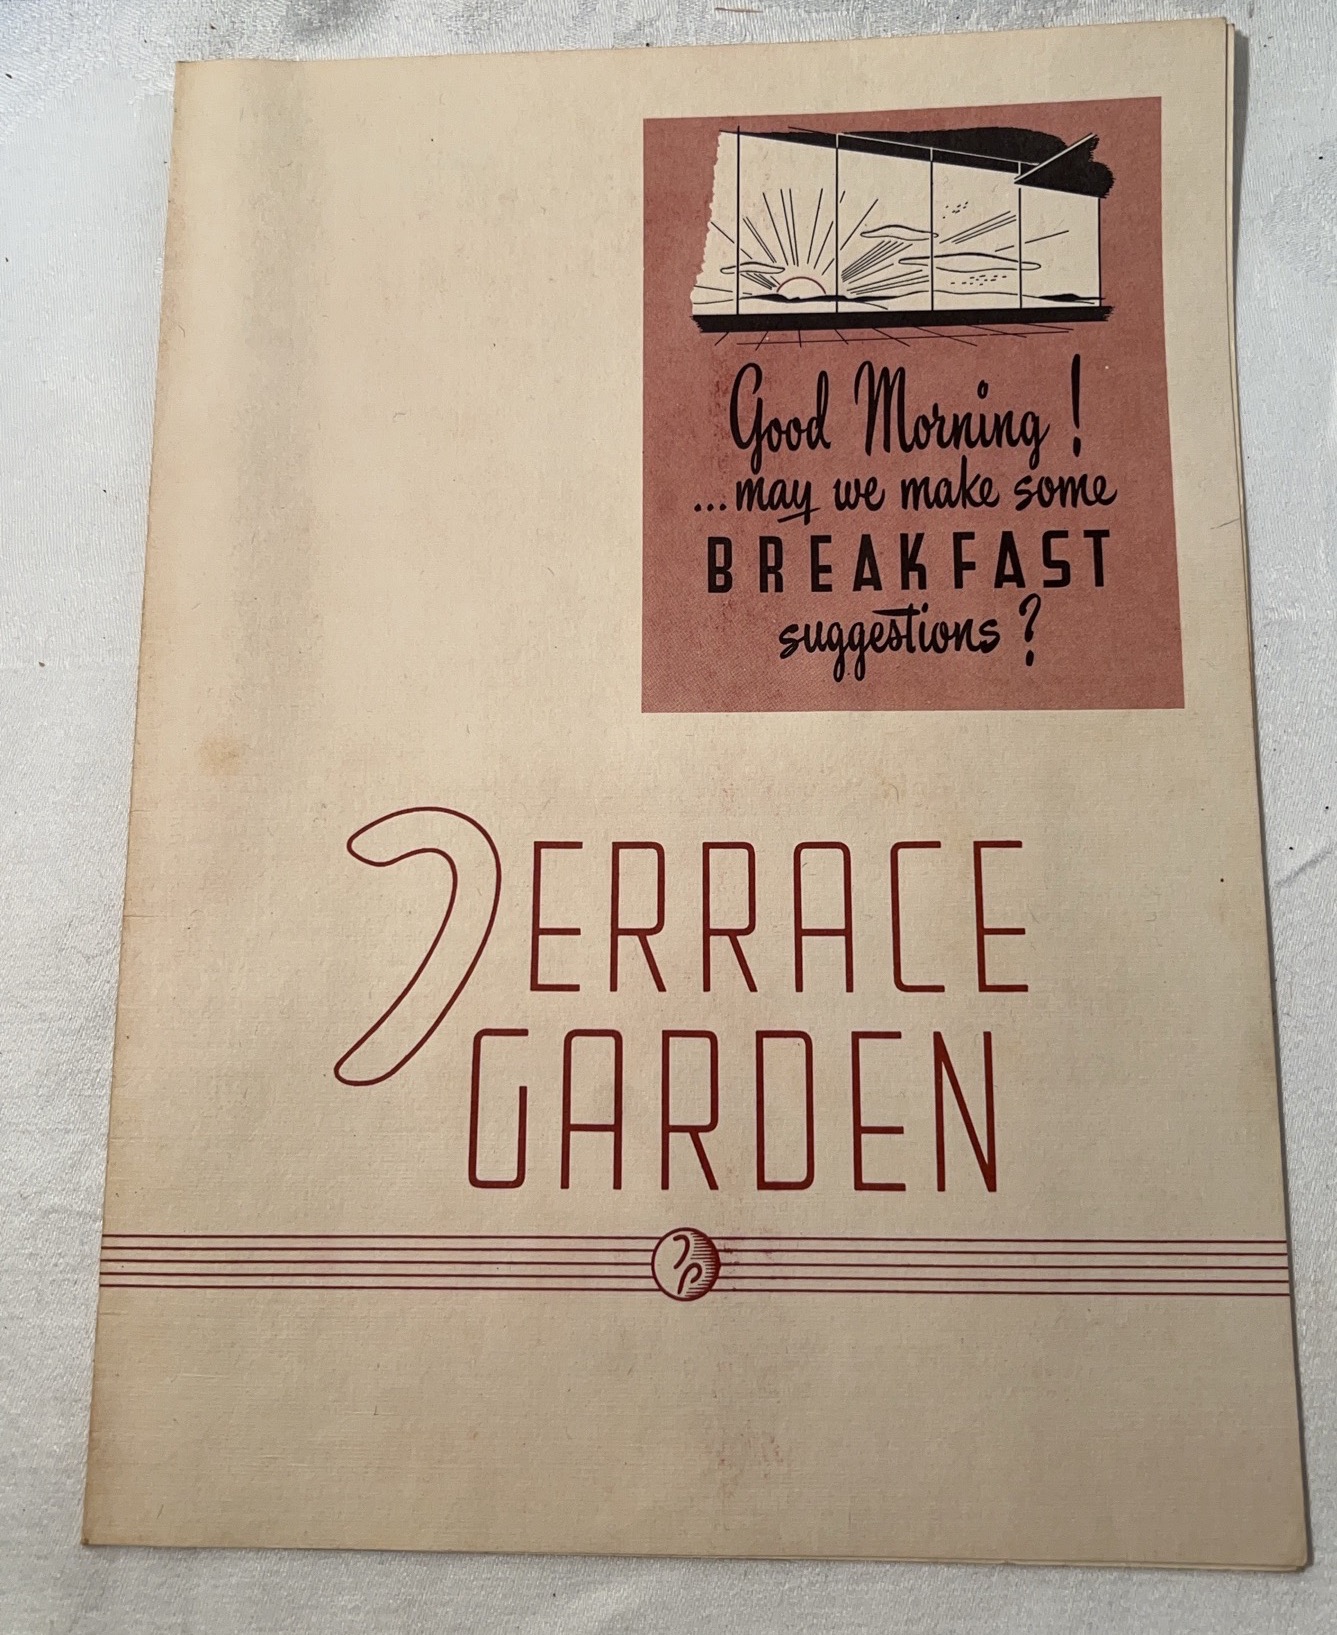 Good Morning !
...may we make some
BREAKFAST
suggestions ?
TERRACE
GARDEN